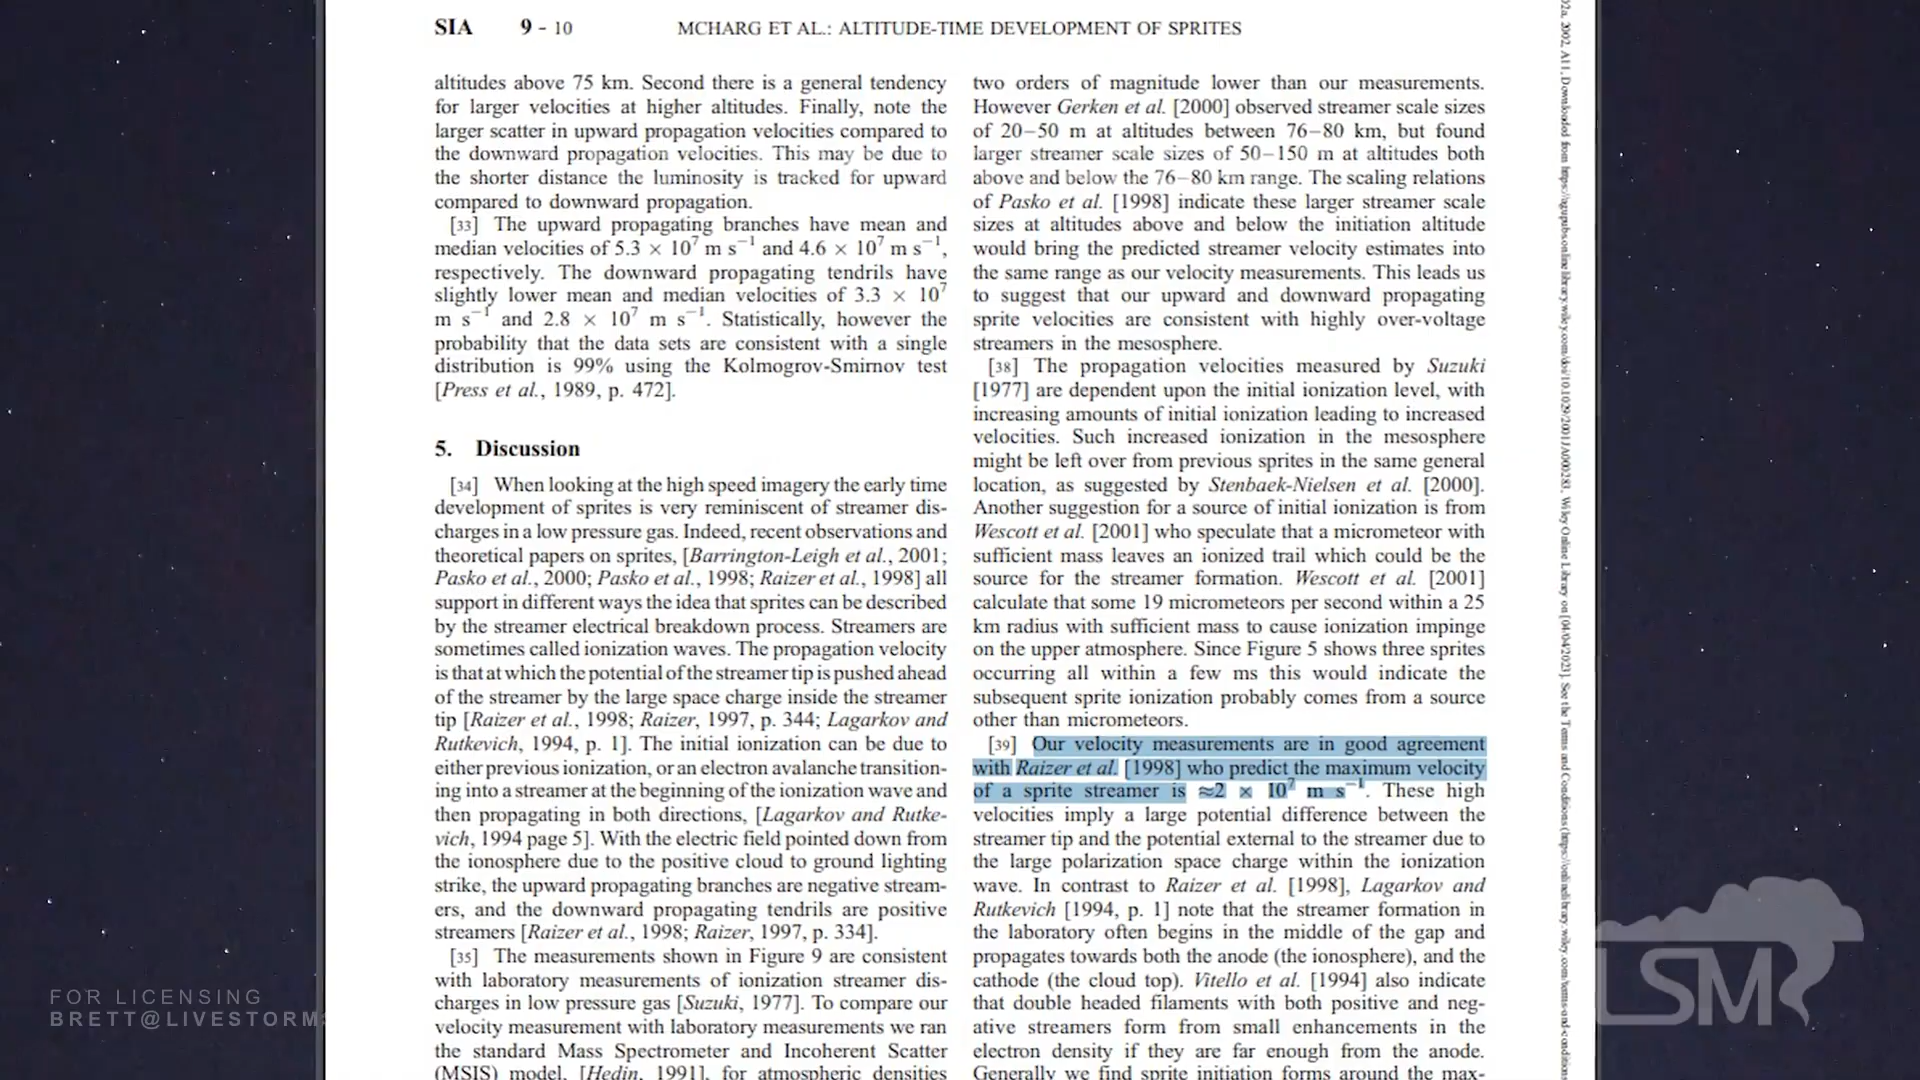 SIA 9 - 10 MCHARG ET AL.: ALTITUDE-TIME DEVELOPMENT OF SPRITES
altitudes above 75 km. Second there is a general tendency
for larger velocities at higher altitudes. Finally, note the
larger scatter in upward propagation velocities compared to
the downward propagation velocities. This may be due to
the shorter distance the luminosity is tracked for upward
compared to downward propagation.
[33] The upward propagating branches have mean and
median velocities of 5.3 × 10⁷ m s⁻¹ and 4.6 × 10⁷ m s⁻¹,
respectively. The downward propagating tendrils have
slightly lower mean and median velocities of 3.3 × 10⁷
m s⁻¹ and 2.8 × 10⁷ m s⁻¹. Statistically, however the
probability that the data sets are consistent with a single
distribution is 99% using the Kolmogrov-Smirnov test
[Press et al., 1989, p. 472].
5. Discussion
[34] When looking at the high speed imagery the early time
development of sprites is very reminiscent of streamer dis-
charges in a low pressure gas. Indeed, recent observations and
theoretical papers on sprites, [Barrington-Leigh et al., 2001;
Pasko et al., 2000; Pasko et al., 1998; Raizer et al., 1998] all
support in different ways the idea that sprites can be described
by the streamer electrical breakdown process. Streamers are
sometimes called ionization waves. The propagation velocity
is that at which the potential of the streamer tip is pushed ahead
of the streamer by the large space charge inside the streamer
tip [Raizer et al., 1998; Raizer, 1997, p. 344; Lagarkov and
Rutkevich, 1994, p. 1]. The initial ionization can be due to
either previous ionization, or an electron avalanche transition-
ing into a streamer at the beginning of the ionization wave and
then propagating in both directions, [Lagarkov and Rutke-
vich, 1994 page 5]. With the electric field pointed down from
the ionosphere due to the positive cloud to ground lighting
strike, the upward propagating branches are negative stream-
ers, and the downward propagating tendrils are positive
streamers [Raizer et al., 1998; Raizer, 1997, p. 334].
[35] The measurements shown in Figure 9 are consistent
with laboratory measurements of ionization streamer dis-
charges in low pressure gas [Suzuki, 1977]. To compare our
velocity measurement with laboratory measurements we ran
the standard Mass Spectrometer and Incoherent Scatter
(MSIS) model, [Hedin, 1991], for atmospheric densities
two orders of magnitude lower than our measurements.
However Gerken et al. [2000] observed streamer scale sizes
of 20–50 m at altitudes between 76–80 km, but found
larger streamer scale sizes of 50–150 m at altitudes both
above and below the 76–80 km range. The scaling relations
of Pasko et al. [1998] indicate these larger streamer scale
sizes at altitudes above and below the initiation altitude
would bring the predicted streamer velocity estimates into
the same range as our velocity measurements. This leads us
to suggest that our upward and downward propagating
sprite velocities are consistent with highly over-voltage
streamers in the mesosphere.
[38] The propagation velocities measured by Suzuki
[1977] are dependent upon the initial ionization level, with
increasing amounts of initial ionization leading to increased
velocities. Such increased ionization in the mesosphere
might be left over from previous sprites in the same general
location, as suggested by Stenbaek-Nielsen et al. [2000].
Another suggestion for a source of initial ionization is from
Wescott et al. [2001] who speculate that a micrometeor with
sufficient mass leaves an ionized trail which could be the
source for the streamer formation. Wescott et al. [2001]
calculate that some 19 micrometeors per second within a 25
km radius with sufficient mass to cause ionization impinge
on the upper atmosphere. Since Figure 5 shows three sprites
occurring all within a few ms this would indicate the
subsequent sprite ionization probably comes from a source
other than micrometeors.
[39] Our velocity measurements are in good agreement
with Raizer et al. [1998] who predict the maximum velocity
of a sprite streamer is ≈2 × 10⁷ m s⁻¹. These high
velocities imply a large potential difference between the
streamer tip and the potential external to the streamer due to
the large polarization space charge within the ionization
wave. In contrast to Raizer et al. [1998], Lagarkov and
Rutkevich [1994, p. 1] note that the streamer formation in
the laboratory often begins in the middle of the gap and
propagates towards both the anode (the ionosphere), and the
cathode (the cloud top). Vitello et al. [1994] also indicate
that double headed filaments with both positive and neg-
ative streamers form from small enhancements in the
electron density if they are far enough from the anode.
Generally we find sprite initiation forms around the max-
FOR LICENSING
BRETT@LIVESTORMS
LSM